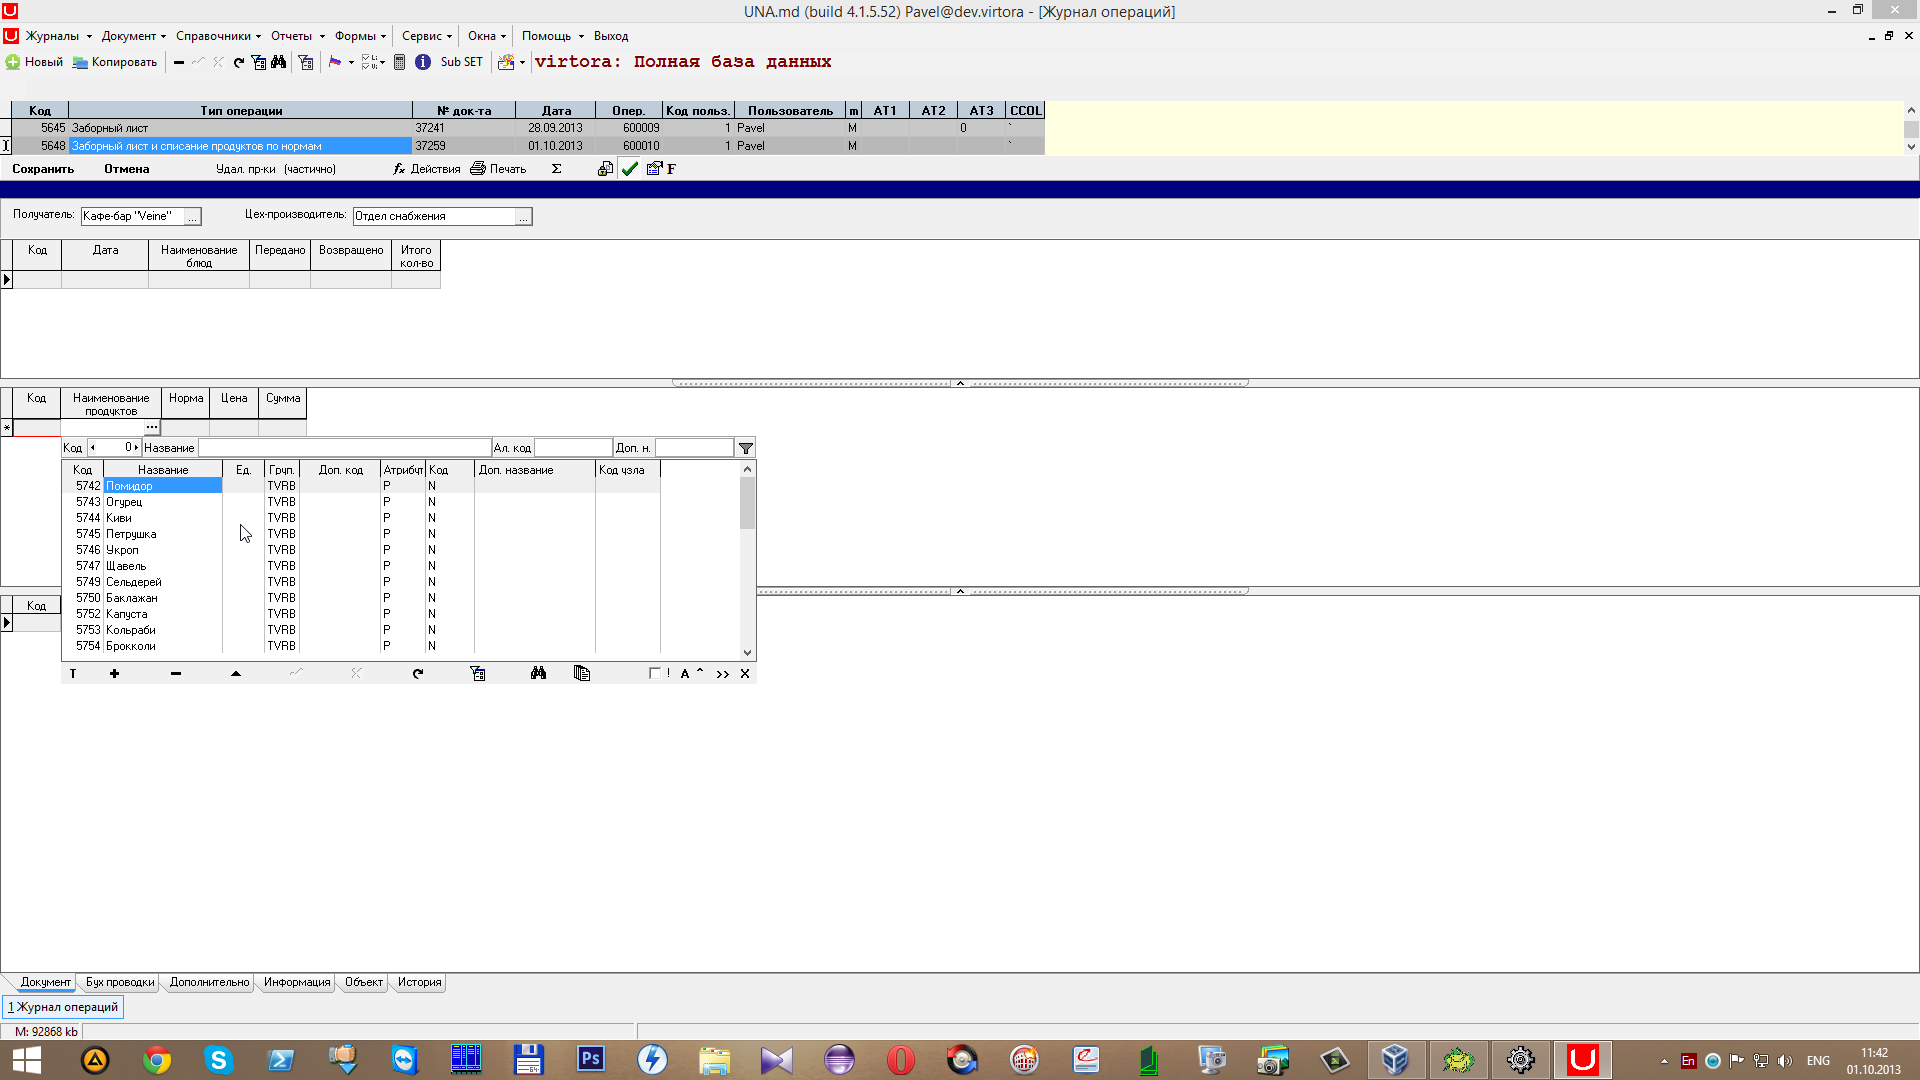 UNA.md (build 4.1.5.52) Pavel@dev.virtora - [Журнал операций]
Журналы Документ Справочники Отчеты Формы Сервис Окна Помощь Выход
Новый Копировать Sub SET virtora: Полная база данных
Код Тип операции № док-та Дата Опер. Код польз. Пользователь m AT1 AT2 AT3 CCOL
5645 Заборный лист 37241 28.09.2013 600009 1 Pavel M 0 `
5648 Заборный лист и списание продуктов по нормам 37259 01.10.2013 600010 1 Pavel M `
Сохранить Отмена Удал. пр-ки (частично) fx Действия Печать Σ F
Получатель: Кафе-бар "Veine" ... Цех-производитель: Отдел снабжения ...
Код Дата Наименование блюд Передано Возвращено Итого кол-во
Код Наименование продуктов Норма Цена Сумма
* ...
Код 0 Название Ал. код Доп. н.
Код Название Ед. Груп. Доп. код Атрибут Код Доп. название Код узла
5742 Помидор TVRB P N
5743 Огурец TVRB P N
5744 Киви TVRB P N
5745 Петрушка TVRB P N
5746 Укроп TVRB P N
5747 Щавель TVRB P N
5749 Сельдерей TVRB P N
5750 Баклажан TVRB P N
5752 Капуста TVRB P N
5753 Кольраби TVRB P N
5754 Брокколи TVRB P N
T ! A ^ >> X
Код
Документ Бух проводки Дополнительно Информация Объект История
1 Журнал операций
M: 92868 kb
Ps En ENG 11:42
01.10.2013